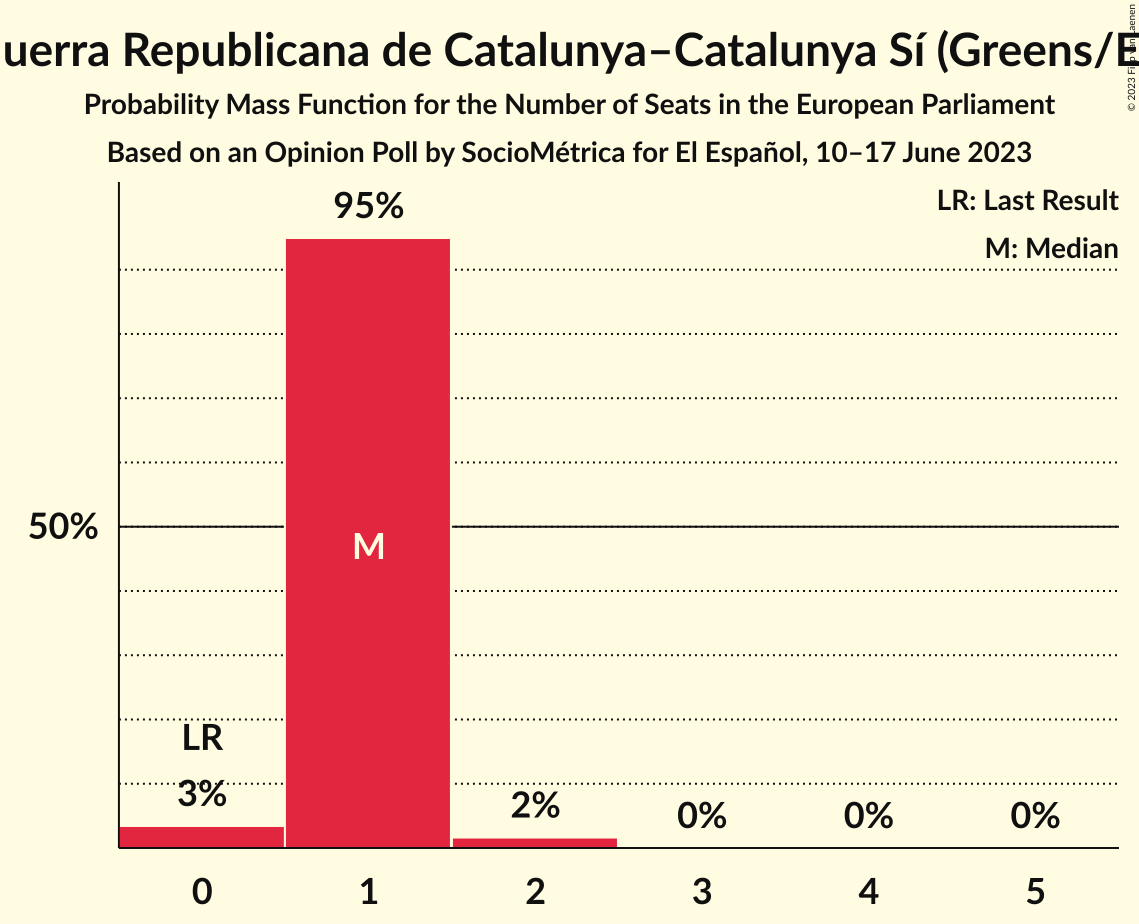 uerra Republicana de Catalunya–Catalunya Sí (Greens/E
Probability Mass Function for the Number of Seats in the European Parliament
Based on an Opinion Poll by SocioMétrica for El Español, 10–17 June 2023
LR: Last Result
M: Median
95%
50%
M
LR
3%
2%
0%
0%
0%
0
1
2
3
4
5
© 2023